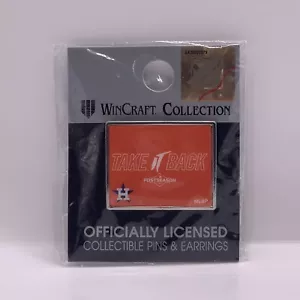 WINCRAFT COLLECTION
TAKE IT BACK
POSTSEASON
H
OFFICIALLY LICENSED
COLLECTIBLE PINS & EARRINGS